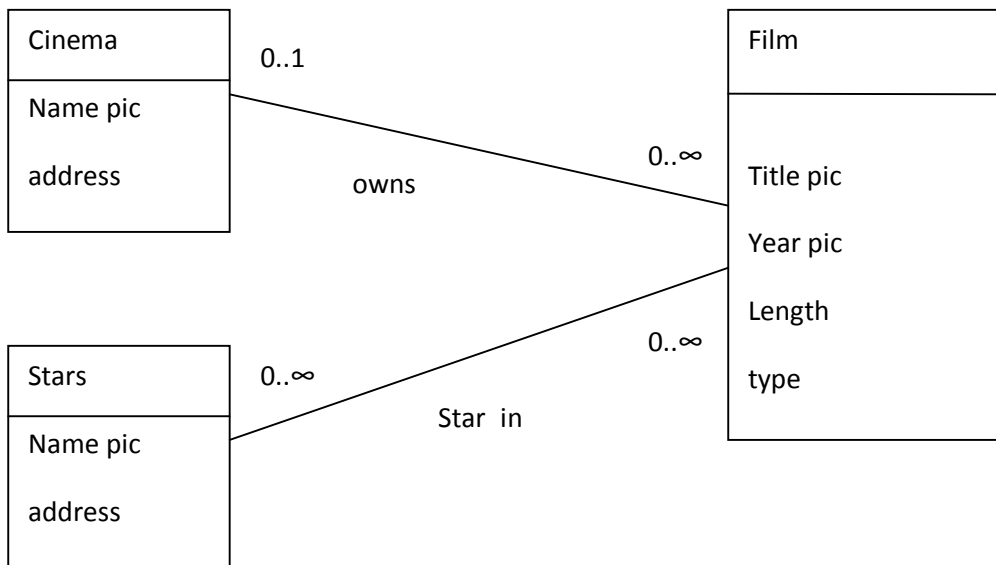 Cinema
Name pic
address
0..1
owns
0..∞
Film
Title pic
Year pic
Length
type
Stars
Name pic
address
0..∞
Star in
0..∞